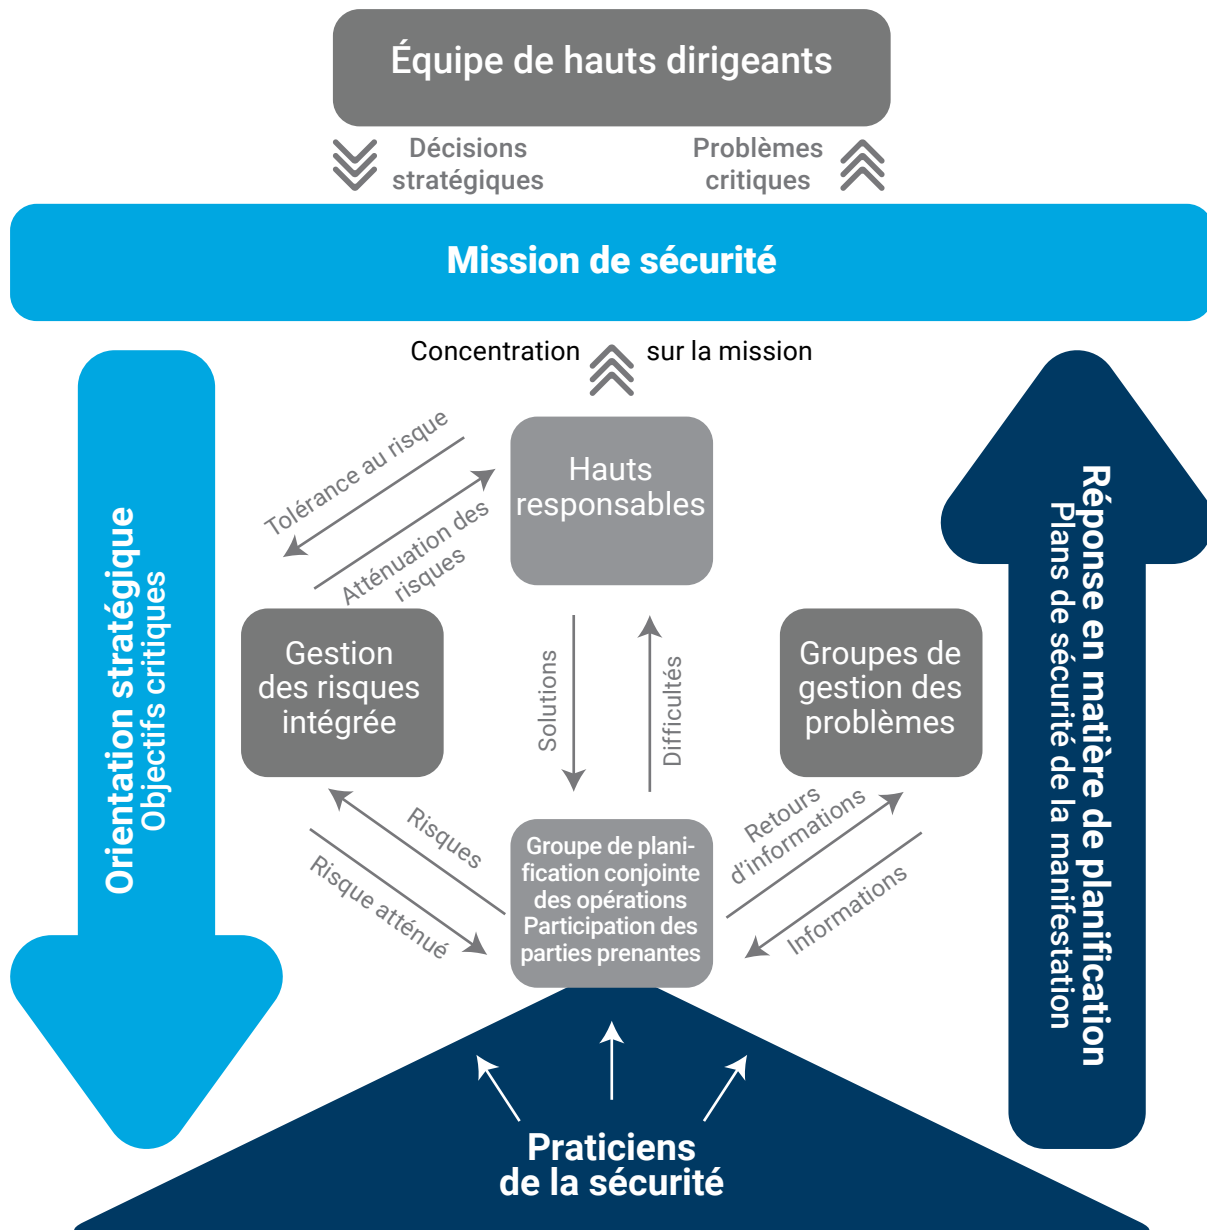 Équipe de hauts dirigeants
Décisions
stratégiques
Problèmes
critiques
Mission de sécurité
Concentration sur la mission
Orientation stratégique
Objectifs critiques
Tolérance au risque
Atténuation des
risques
Hauts
responsables
Réponse en matière de planification
Plans de sécurité de la manifestation
Gestion
des risques
intégrée
Solutions
Difficultés
Groupes de
gestion des
problèmes
Risques
Risque atténué
Groupe de plani-
fication conjointe
des opérations
Participation des
parties prenantes
Retours
d'informations
Informations
Praticiens
de la sécurité